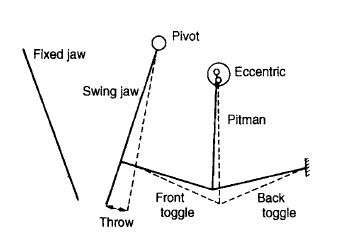 Pivot
Fixed jaw
Eccentric
Swing jaw
Pitman
Front
toggle
Back
toggle
Throw